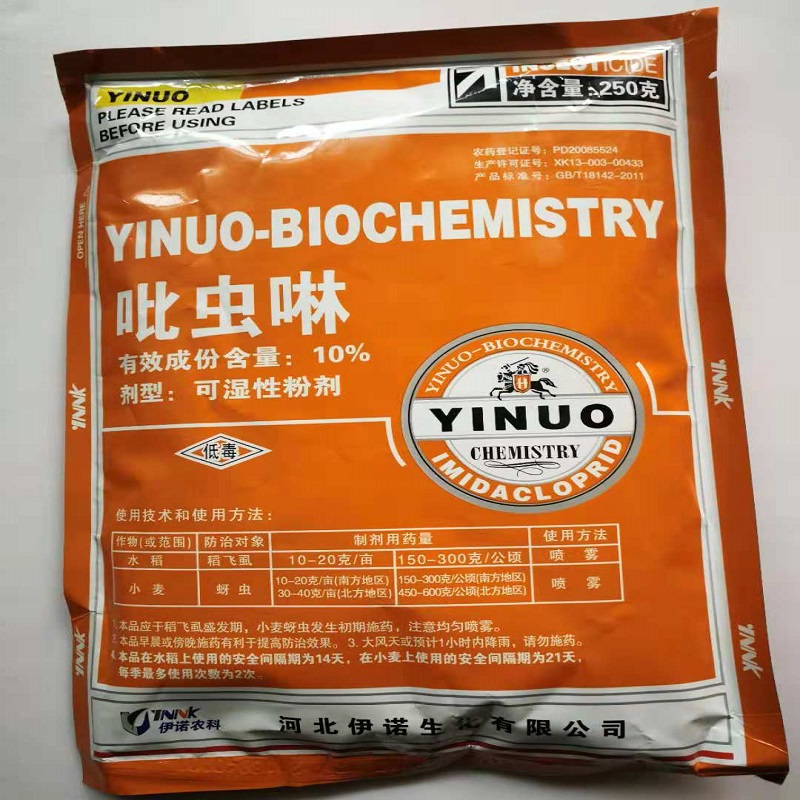 YINUO
PLEASE READ LABELS
BEFORE USING
INSECTICIDE
净含量:250克
农药登记证号：PD20085524
生产许可证号：XK13-003-00433
产品标准号：GB/T18142-2011
OPEN HERE
YINUO-BIOCHEMISTRY
吡虫啉
有效成份含量：10%
剂型：可湿性粉剂
低毒
YINUO-BIOCHEMISTRY
®
YINUO
CHEMISTRY
IMIDACLOPRID
YNNK
YNNK
YNNK
YNNK
使用技术和使用方法：
作物(或范围) 防治对象 制剂用药量 使用方法
水稻 稻飞虱 10-20克/亩 150-300克/公顷 喷雾
小麦 蚜虫 10-20克/亩(南方地区) 150-300克/公顷(南方地区) 喷雾
30-40克/亩(北方地区) 450-600克/公顷(北方地区)
1.本品应于稻飞虱盛发期，小麦蚜虫发生初期施药，注意均匀喷雾。
2.本品早晨或傍晚施药有利于提高防治效果。3. 大风天或预计1小时内降雨，请勿施药。
4.本品在水稻上使用的安全间隔期为14天，在小麦上使用的安全间隔期为21天，
每季最多使用次数为2次。
YNNK
伊诺农科
河北伊诺生化有限公司